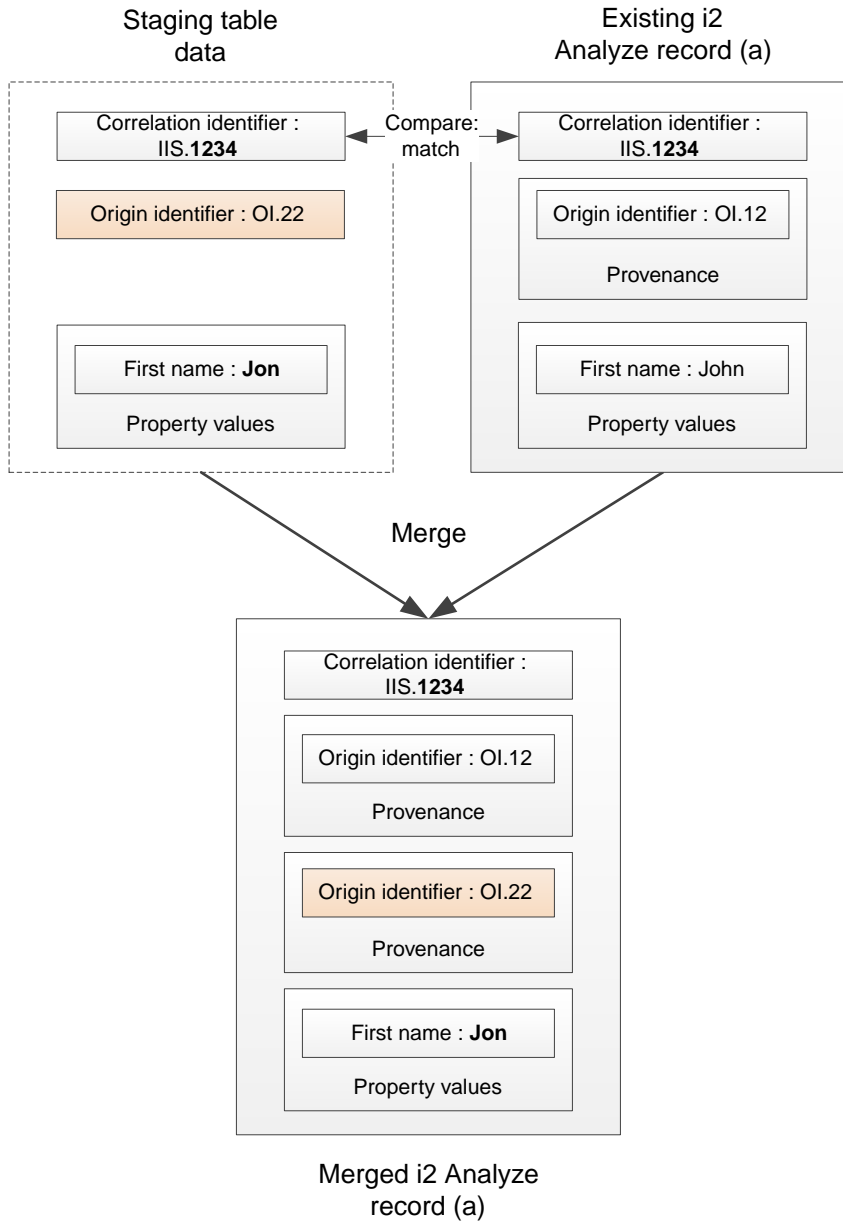 Staging table
data
Existing i2
Analyze record (a)
Correlation identifier :
IIS.1234
Compare:
match
Correlation identifier :
IIS.1234
Origin identifier : OI.22
Origin identifier : OI.12
Provenance
First name : Jon
Property values
First name : John
Property values
Merge
Correlation identifier :
IIS.1234
Origin identifier : OI.12
Provenance
Origin identifier : OI.22
Provenance
First name : Jon
Property values
Merged i2 Analyze
record (a)